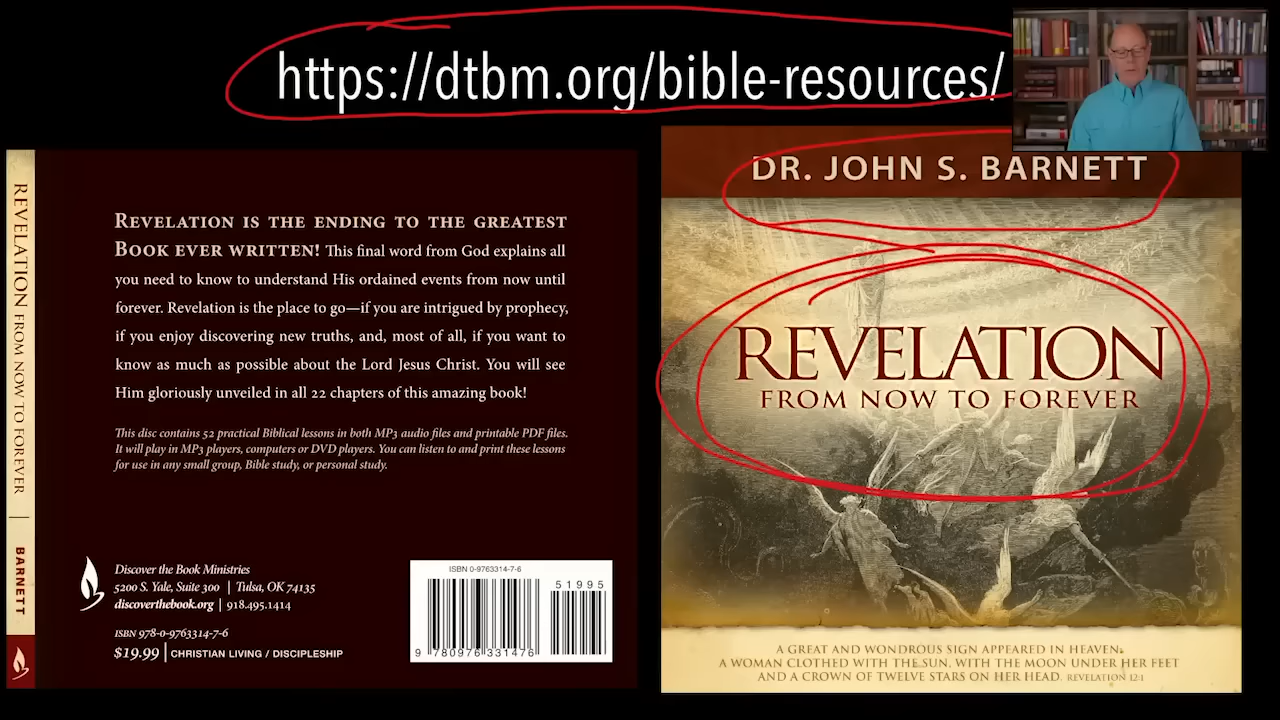 https://dtbm.org/bible-resources/
REVELATION FROM NOW TO FOREVER | BARNETT
REVELATION IS THE ENDING TO THE GREATEST
BOOK EVER WRITTEN! This final word from God explains all
you need to know to understand His ordained events from now until
forever. Revelation is the place to go—if you are intrigued by prophecy,
if you enjoy discovering new truths, and, most of all, if you want to
know as much as possible about the Lord Jesus Christ. You will see
Him gloriously unveiled in all 22 chapters of this amazing book!
This disc contains 52 practical Biblical lessons in both MP3 audio files and printable PDF files.
It will play in MP3 players, computers or DVD players. You can listen to and print these lessons
for use in any small group, Bible study, or personal study.
Discover the Book Ministries
5200 S. Yale, Suite 300 | Tulsa, OK 74135
discoverthebook.org | 918.495.1414
ISBN 978-0-9763314-7-6
$19.99 | CHRISTIAN LIVING / DISCIPLESHIP
ISBN 0-9763314-7-6
51995
9 780976 331476
DR. JOHN S. BARNETT
REVELATION
FROM NOW TO FOREVER
A GREAT AND WONDROUS SIGN APPEARED IN HEAVEN:
A WOMAN CLOTHED WITH THE SUN, WITH THE MOON UNDER HER FEET
AND A CROWN OF TWELVE STARS ON HER HEAD. REVELATION 12:1